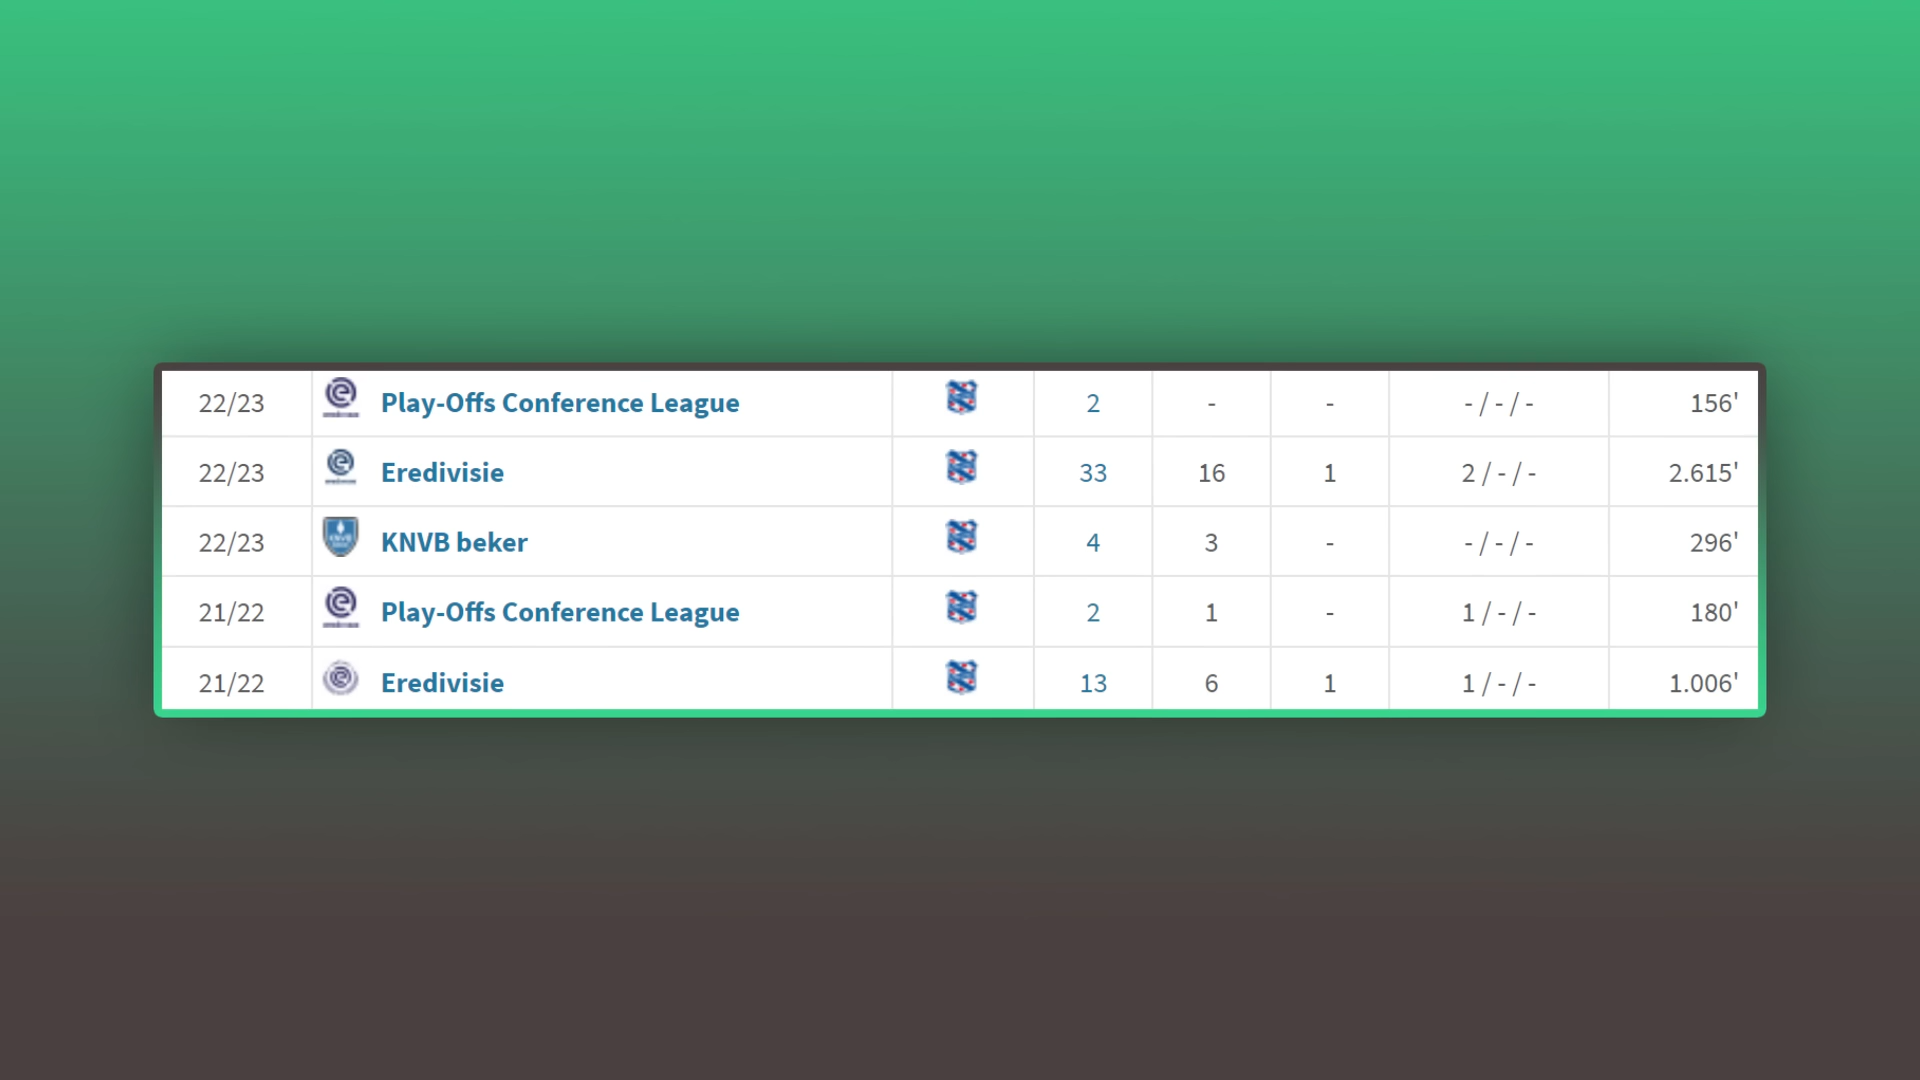 22/23 Play-Offs Conference League 2 - - - / - / - 156'
22/23 Eredivisie 33 16 1 2 / - / - 2.615'
22/23 KNVB beker 4 3 - - / - / - 296'
21/22 Play-Offs Conference League 2 1 - 1 / - / - 180'
21/22 Eredivisie 13 6 1 1 / - / - 1.006'